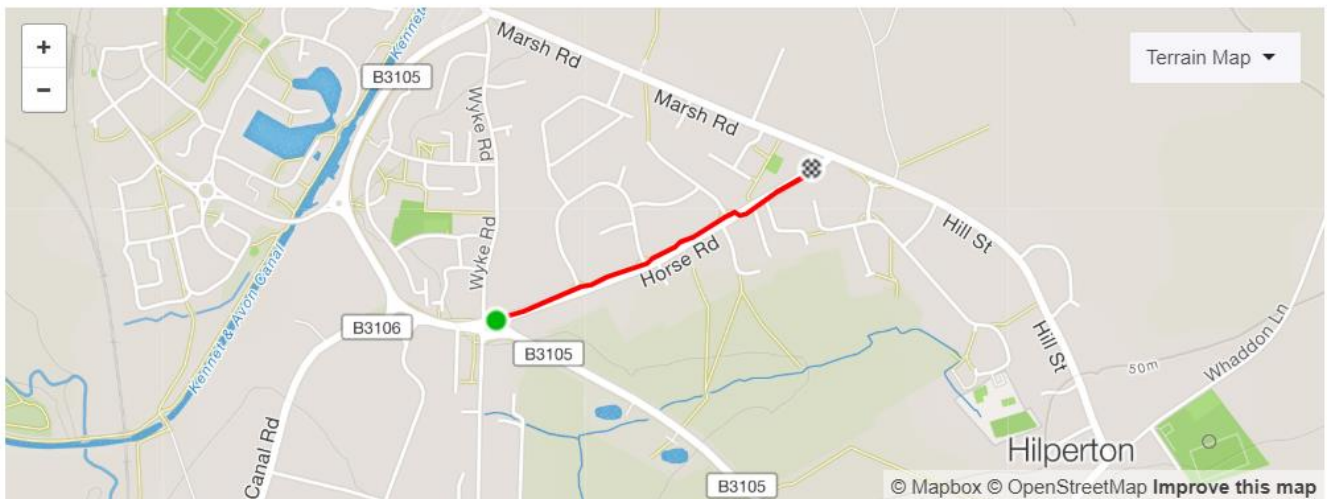 +
−
Terrain Map
Marsh Rd
Marsh Rd
Kennet
B3105
Wyke Rd
Wyke Rd
Horse Rd
Hill St
Hill St
Kennet & Avon Canal
B3106
B3105
Canal Rd
B3105
50m
Whaddon Ln
Hilperton
© Mapbox © OpenStreetMap Improve this map